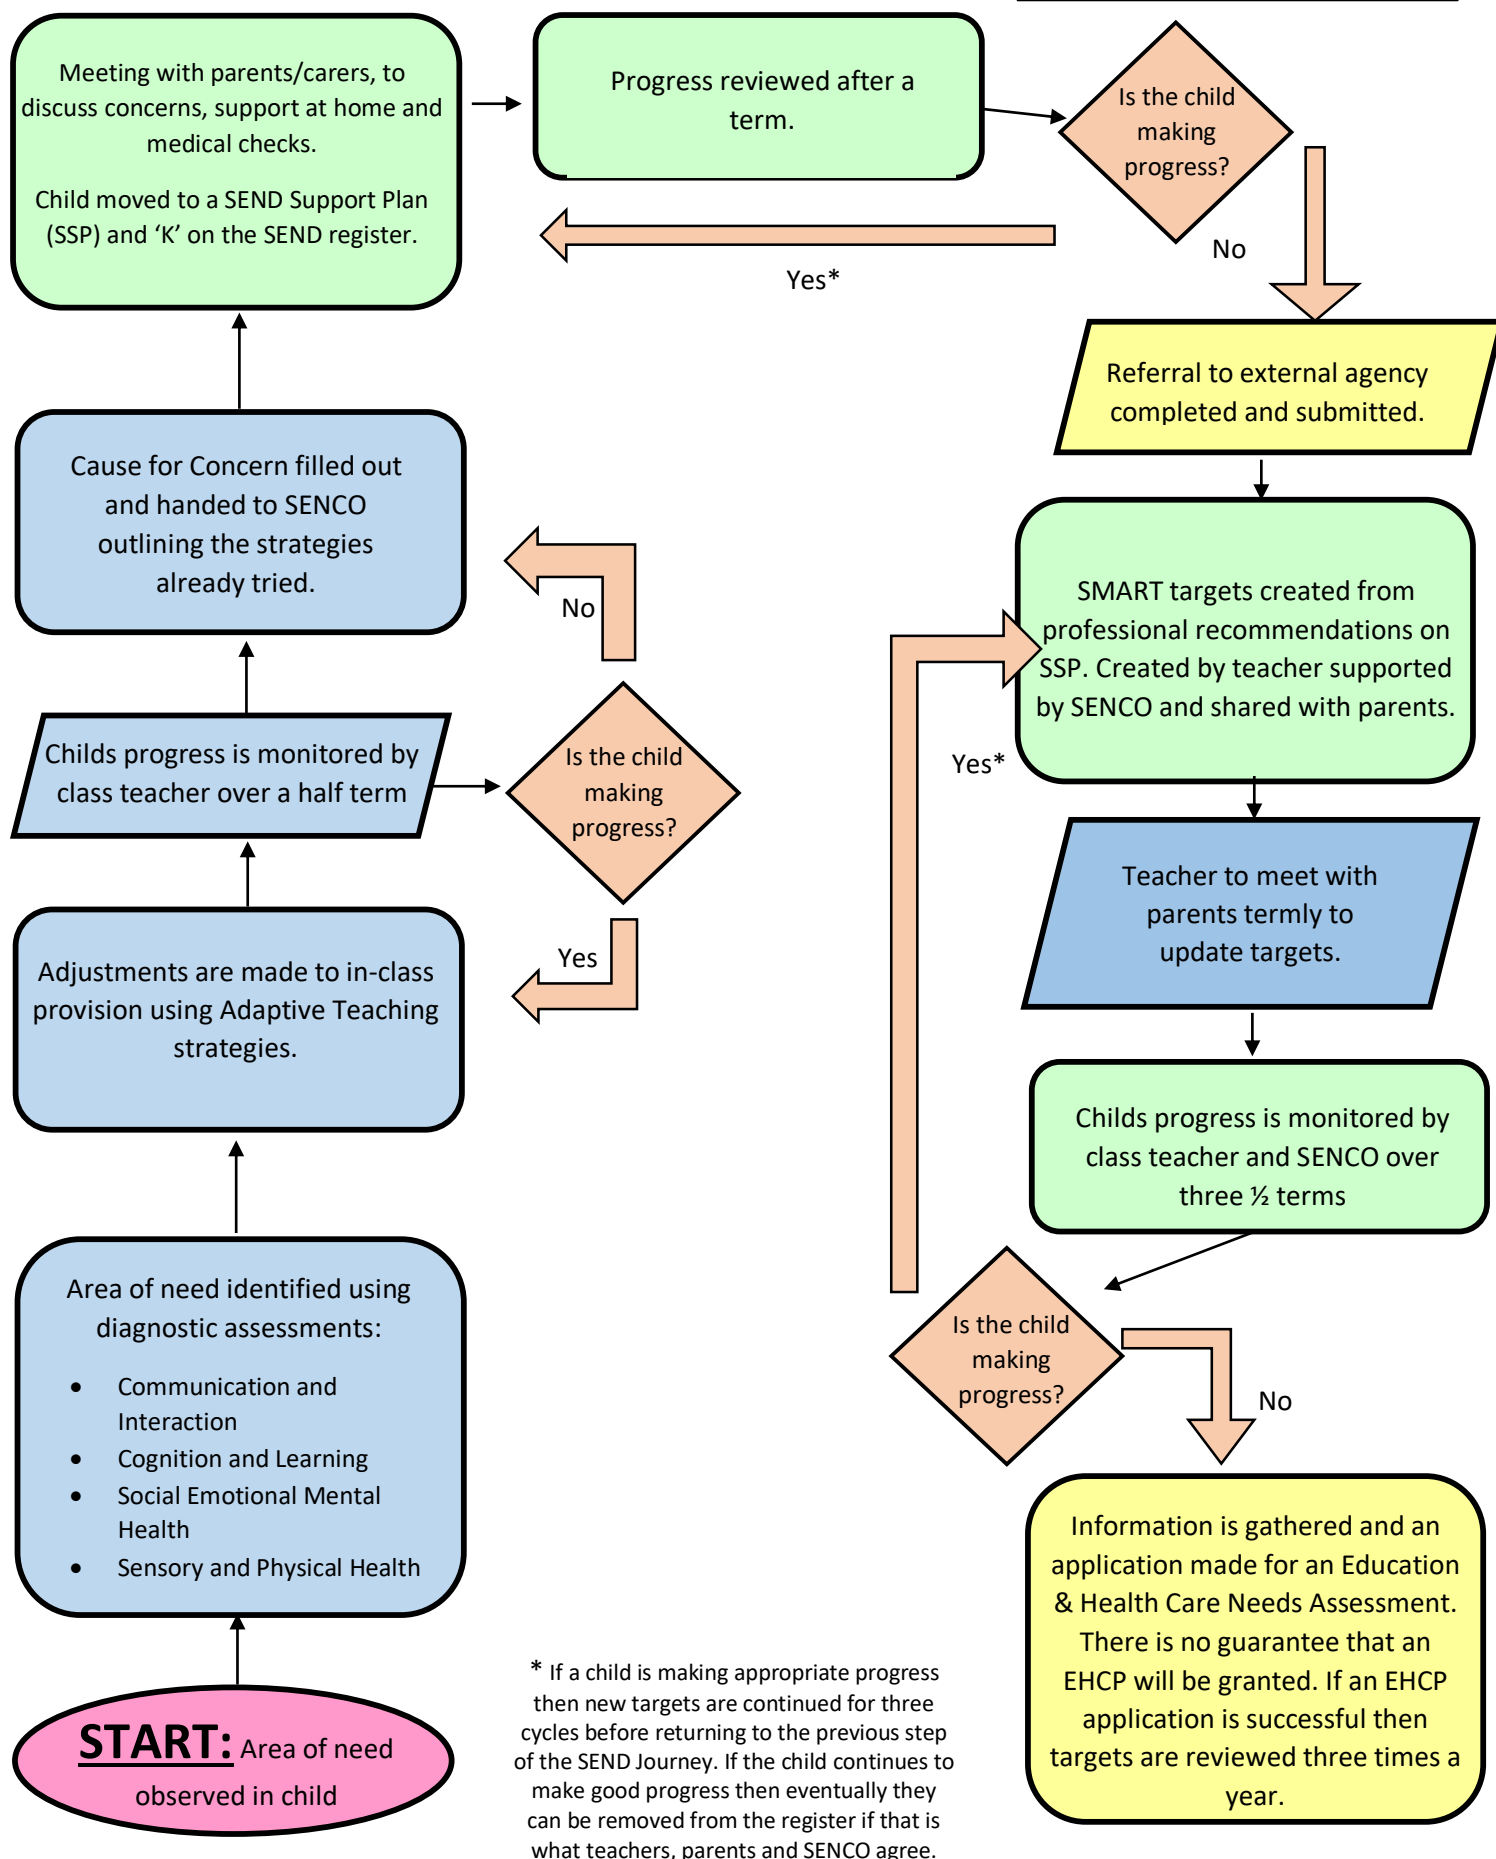 Meeting with parents/carers, to
discuss concerns, support at home and
medical checks.
Child moved to a SEND Support Plan
(SSP) and ‘K’ on the SEND register.
Progress reviewed after a
term.
Is the child
making
progress?
No
Yes*
Referral to external agency
completed and submitted.
Cause for Concern filled out
and handed to SENCO
outlining the strategies
already tried.
No
SMART targets created from
professional recommendations on
SSP. Created by teacher supported
by SENCO and shared with parents.
Childs progress is monitored by
class teacher over a half term
Is the child
making
progress?
Yes*
Teacher to meet with
parents termly to
update targets.
Yes
Adjustments are made to in-class
provision using Adaptive Teaching
strategies.
Childs progress is monitored by
class teacher and SENCO over
three ½ terms
Area of need identified using
diagnostic assessments:
• Communication and
Interaction
• Cognition and Learning
• Social Emotional Mental
Health
• Sensory and Physical Health
Is the child
making
progress?
No
Information is gathered and an
application made for an Education
& Health Care Needs Assessment.
There is no guarantee that an
EHCP will be granted. If an EHCP
application is successful then
targets are reviewed three times a
year.
START: Area of need
observed in child
* If a child is making appropriate progress
then new targets are continued for three
cycles before returning to the previous step
of the SEND Journey. If the child continues to
make good progress then eventually they
can be removed from the register if that is
what teachers, parents and SENCO agree.